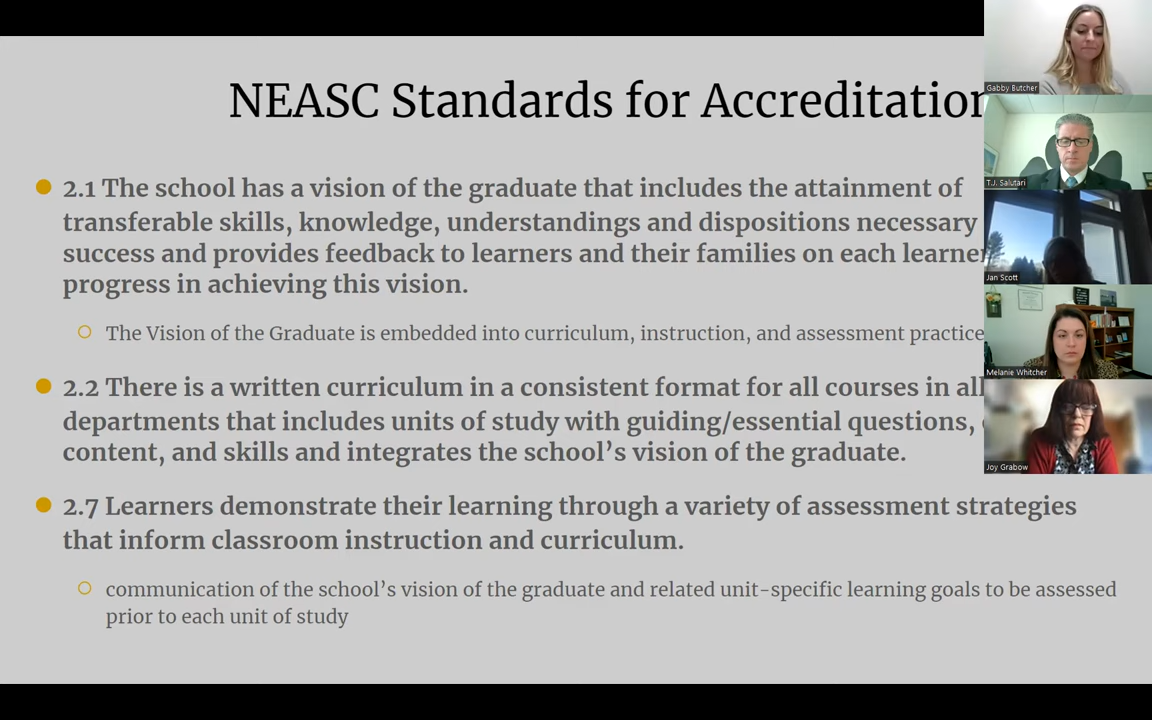 NEASC Standards for Accreditation
2.1 The school has a vision of the graduate that includes the attainment of
transferable skills, knowledge, understandings and dispositions necessary
success and provides feedback to learners and their families on each learner
progress in achieving this vision.
The Vision of the Graduate is embedded into curriculum, instruction, and assessment practice
2.2 There is a written curriculum in a consistent format for all courses in all
departments that includes units of study with guiding/essential questions,
content, and skills and integrates the school's vision of the graduate.
2.7 Learners demonstrate their learning through a variety of assessment strategies
that inform classroom instruction and curriculum.
communication of the school's vision of the graduate and related unit-specific learning goals to be assessed
prior to each unit of study
Gabby Butcher
T.J. Salutari
Jan Scott
Melanie Whitcher
Joy Grabow